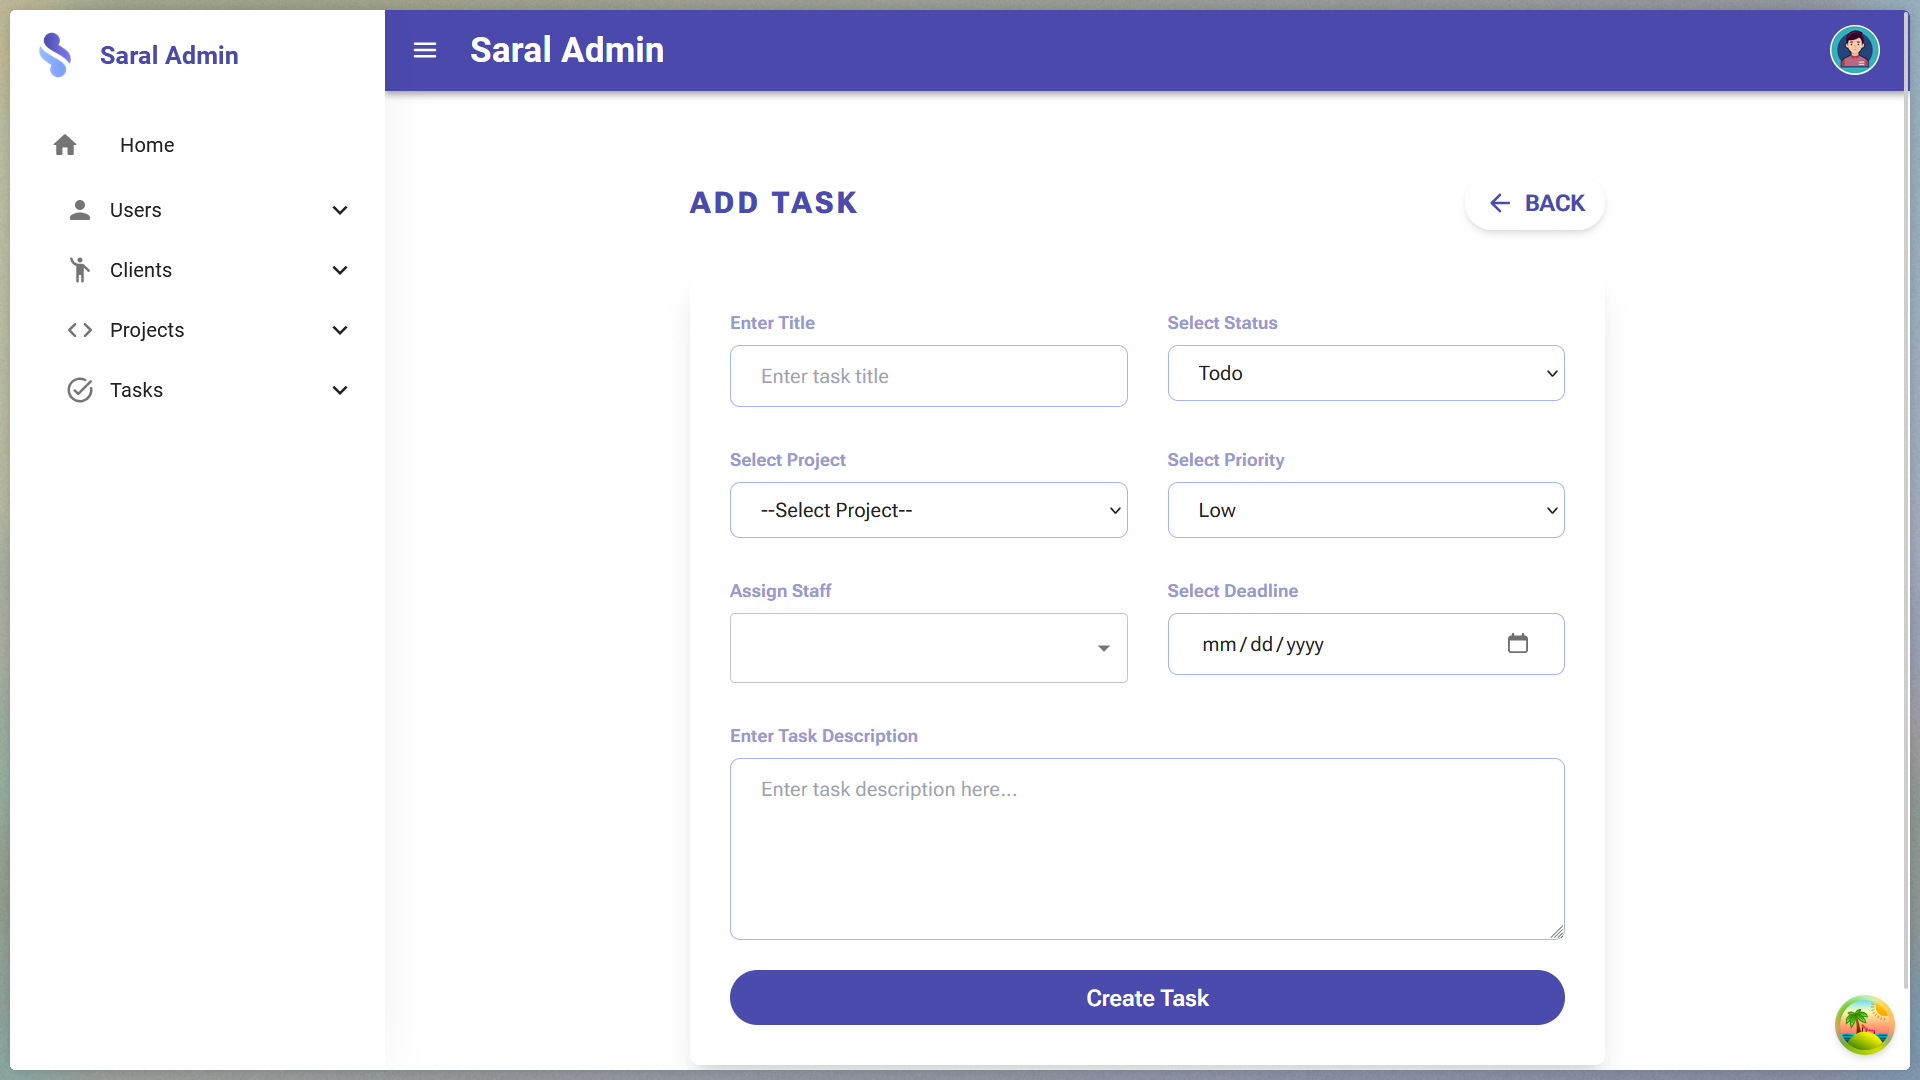 Saral Admin
Home
Users
Clients
Projects
Tasks
Saral Admin
ADD TASK
BACK
Enter Title
Enter task title
Select Status
Todo
Select Project
--Select Project--
Select Priority
Low
Assign Staff
Select Deadline
mm/dd/yyyy
Enter Task Description
Enter task description here...
Create Task